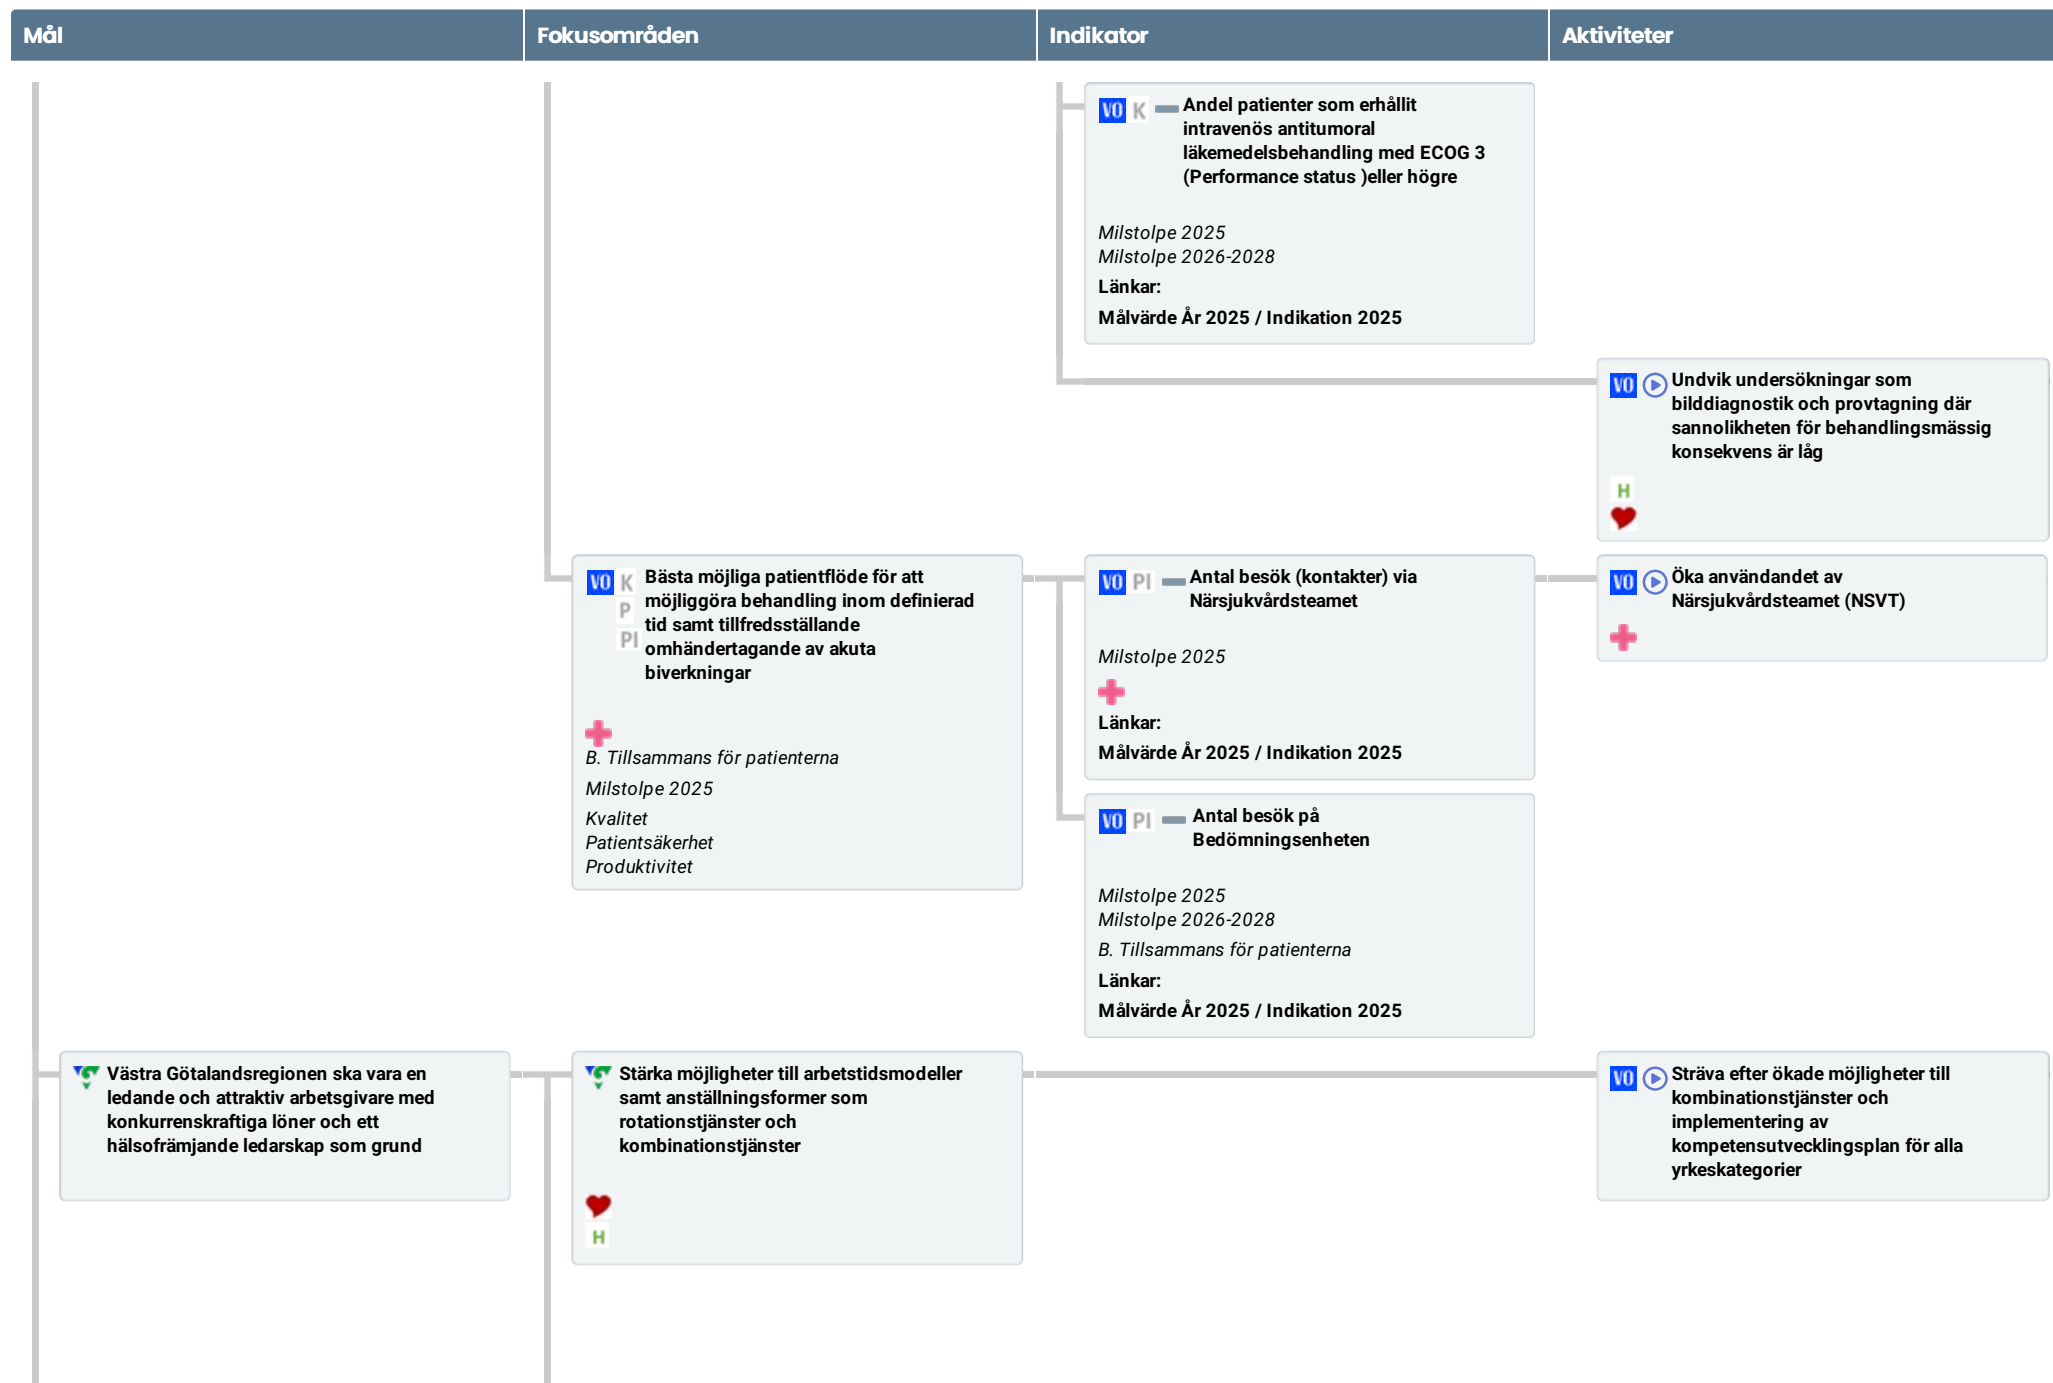 Mål
Fokusområden
Indikator
Aktiviteter
VO K Andel patienter som erhållit
intravenös antitumoral
läkemedelsbehandling med ECOG 3
(Performance status )eller högre
Milstolpe 2025
Milstolpe 2026-2028
Länkar:
Målvärde År 2025 / Indikation 2025
VO Undvik undersökningar som
bilddiagnostik och provtagning där
sannolikheten för behandlingsmässig
konsekvens är låg
H
VO K Bästa möjliga patientflöde för att
P möjliggöra behandling inom definierad
PI tid samt tillfredsställande
omhändertagande av akuta
biverkningar
B. Tillsammans för patienterna
Milstolpe 2025
Kvalitet
Patientsäkerhet
Produktivitet
VO PI Antal besök (kontakter) via
Närsjukvårdsteamet
Milstolpe 2025
Länkar:
Målvärde År 2025 / Indikation 2025
VO Öka användandet av
Närsjukvårdsteamet (NSVT)
VO PI Antal besök på
Bedömningsenheten
Milstolpe 2025
Milstolpe 2026-2028
B. Tillsammans för patienterna
Länkar:
Målvärde År 2025 / Indikation 2025
Västra Götalandsregionen ska vara en
ledande och attraktiv arbetsgivare med
konkurrenskraftiga löner och ett
hälsofrämjande ledarskap som grund
Stärka möjligheter till arbetstidsmodeller
samt anställningsformer som
rotationstjänster och
kombinationstjänster
H
VO Sträva efter ökade möjligheter till
kombinationstjänster och
implementering av
kompetensutvecklingsplan för alla
yrkeskategorier